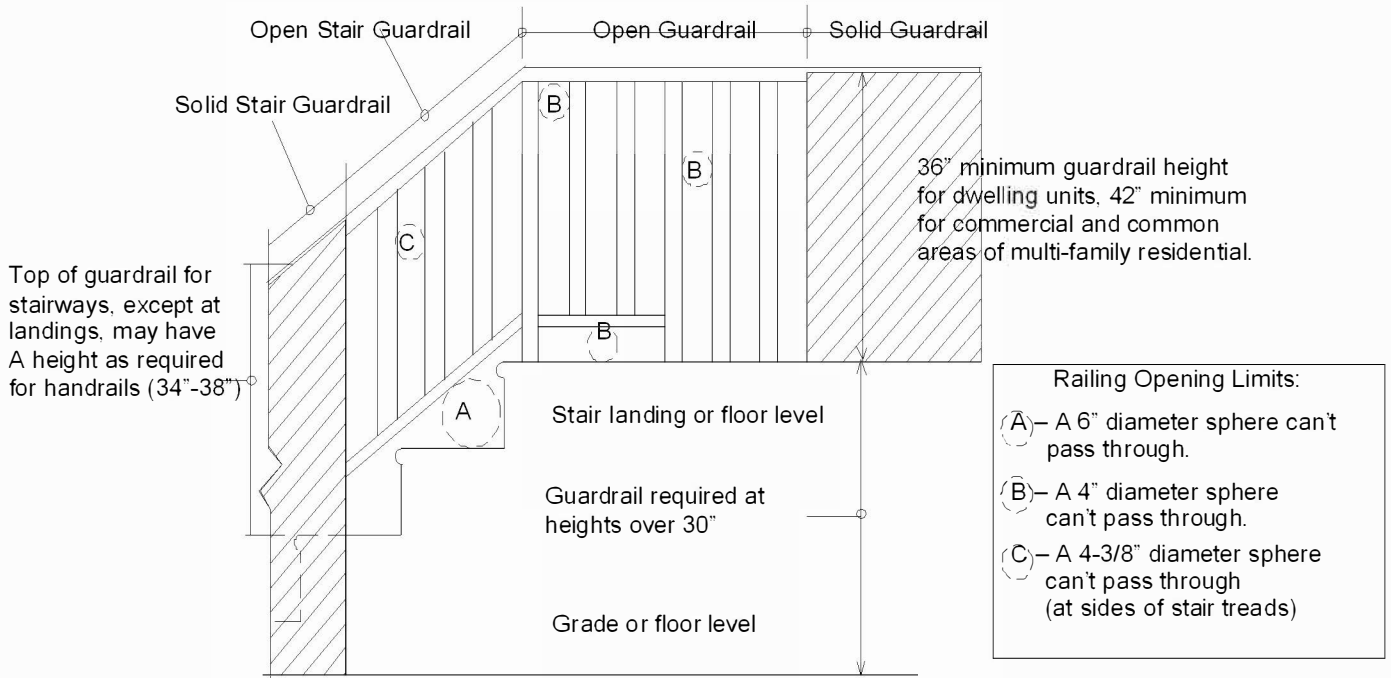 Open Stair Guardrail
Open Guardrail
Solid Guardrail
Solid Stair Guardrail
B
B
C
B
A
36” minimum guardrail height
for dwelling units, 42” minimum
for commercial and common
areas of multi-family residential.
Top of guardrail for
stairways, except at
landings, may have
A height as required
for handrails (34”-38”)
Stair landing or floor level
Guardrail required at
heights over 30”
Grade or floor level
Railing Opening Limits:
A – A 6” diameter sphere can't
pass through.
B – A 4” diameter sphere
can't pass through.
C – A 4-3/8” diameter sphere
can't pass through
(at sides of stair treads)